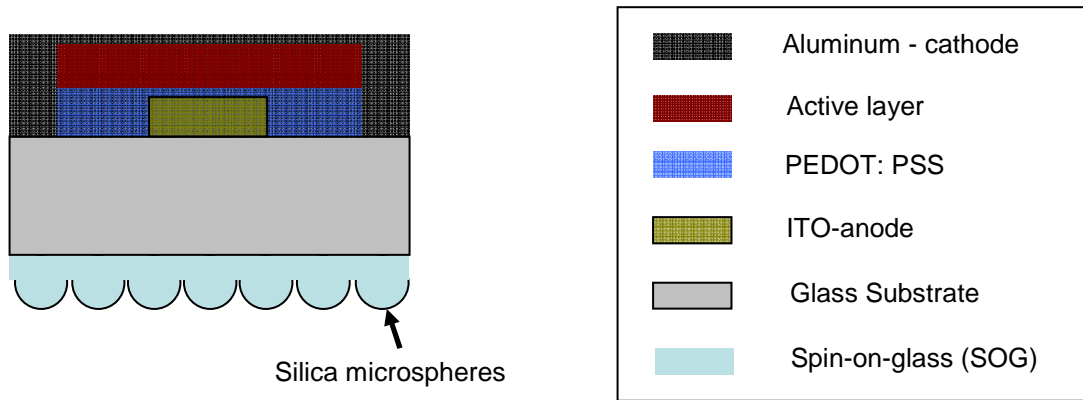 Aluminum - cathode
Active layer
PEDOT: PSS
ITO-anode
Glass Substrate
Spin-on-glass (SOG)
Silica microspheres